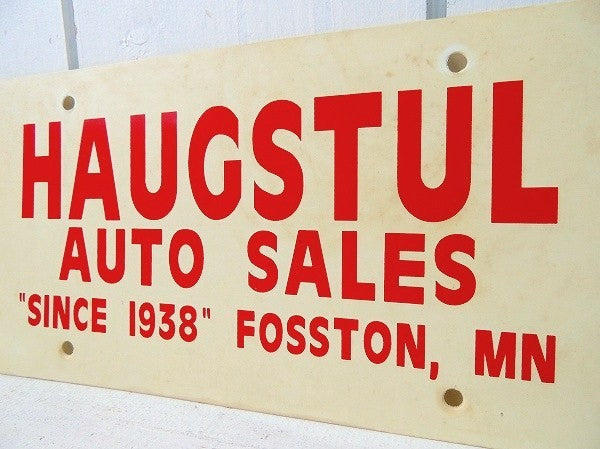 HAUGSTUL
AUTO SALES
"SINCE 1938" FOSSTON, MN